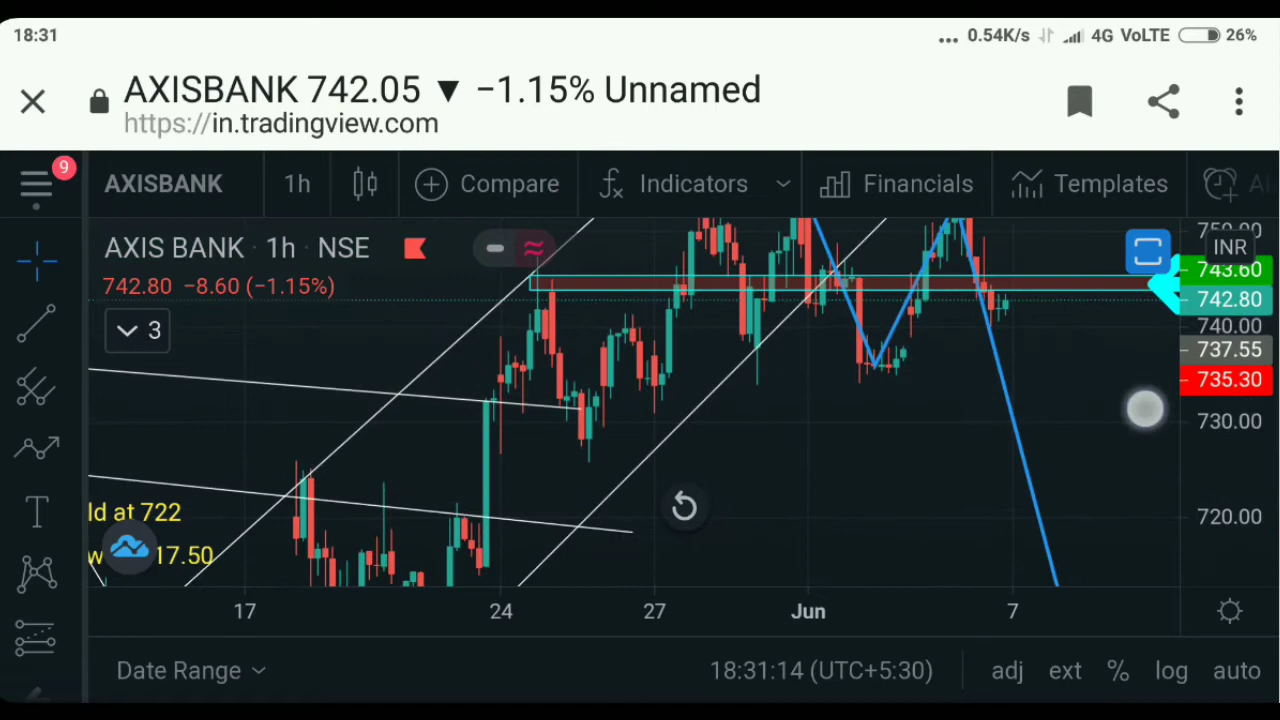 18:31
... 0.54K/s 4G VoLTE 26%
AXISBANK 742.05 ▼ −1.15% Unnamed
https://in.tradingview.com
9
AXISBANK 1h Compare Indicators Financials Templates
AXIS BANK · 1h · NSE
742.80 −8.60 (−1.15%)
3
750.00
INR
743.60
742.80
740.00
737.55
735.30
730.00
720.00
ld at 722
17.50
17 24 27 Jun 7
Date Range 18:31:14 (UTC+5:30) adj ext % log auto